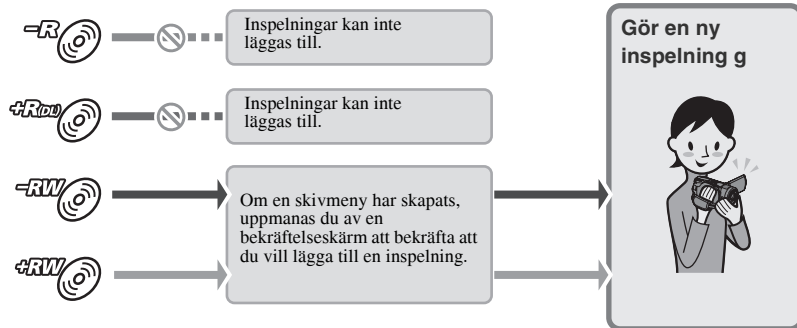 -R
Inspelningar kan inte
läggas till.
+R(DL)
Inspelningar kan inte
läggas till.
-RW
+RW
Om en skivmeny har skapats,
uppmanas du av en
bekräftelseskärm att bekräfta att
du vill lägga till en inspelning.
Gör en ny
inspelning g